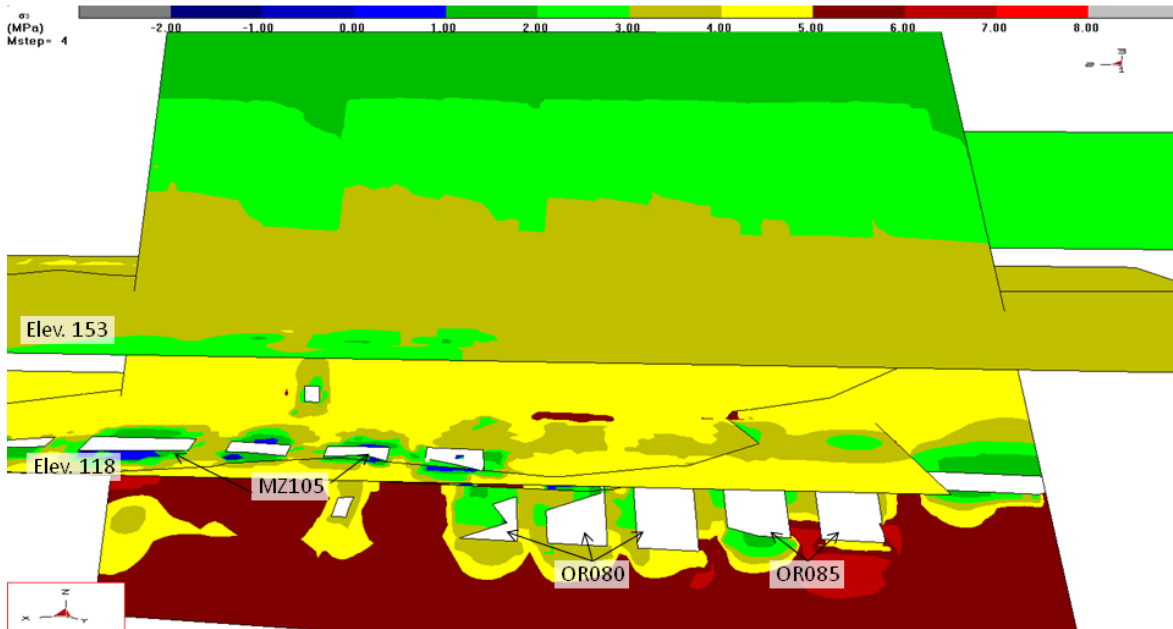 σ₃
(MPa)
Mstep= 4
-2.00 -1.00 0.00 1.00 2.00 3.00 4.00 5.00 6.00 7.00 8.00
Elev. 153
Elev. 118
MZ105
OR080
OR085
Z
X Y